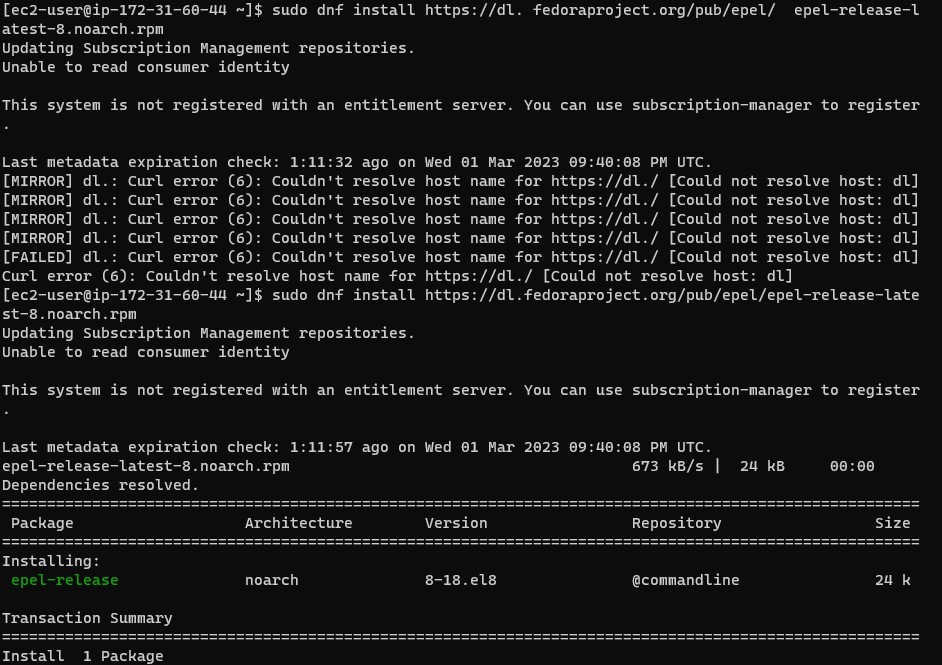 [ec2-user@ip-172-31-60-44 ~]$ sudo dnf install https://dl. fedoraproject.org/pub/epel/  epel-release-l
atest-8.noarch.rpm
Updating Subscription Management repositories.
Unable to read consumer identity
This system is not registered with an entitlement server. You can use subscription-manager to register
.
Last metadata expiration check: 1:11:32 ago on Wed 01 Mar 2023 09:40:08 PM UTC.
[MIRROR] dl.: Curl error (6): Couldn't resolve host name for https://dl./ [Could not resolve host: dl]
[MIRROR] dl.: Curl error (6): Couldn't resolve host name for https://dl./ [Could not resolve host: dl]
[MIRROR] dl.: Curl error (6): Couldn't resolve host name for https://dl./ [Could not resolve host: dl]
[MIRROR] dl.: Curl error (6): Couldn't resolve host name for https://dl./ [Could not resolve host: dl]
[FAILED] dl.: Curl error (6): Couldn't resolve host name for https://dl./ [Could not resolve host: dl]
Curl error (6): Couldn't resolve host name for https://dl./ [Could not resolve host: dl]
[ec2-user@ip-172-31-60-44 ~]$ sudo dnf install https://dl.fedoraproject.org/pub/epel/epel-release-late
st-8.noarch.rpm
Updating Subscription Management repositories.
Unable to read consumer identity
This system is not registered with an entitlement server. You can use subscription-manager to register
.
Last metadata expiration check: 1:11:57 ago on Wed 01 Mar 2023 09:40:08 PM UTC.
epel-release-latest-8.noarch.rpm                                      673 kB/s |  24 kB     00:00
Dependencies resolved.
======================================================================================================
 Package                   Architecture        Version                Repository                 Size
======================================================================================================
Installing:
 epel-release              noarch              8-18.el8               @commandline               24 k
Transaction Summary
======================================================================================================
Install  1 Package